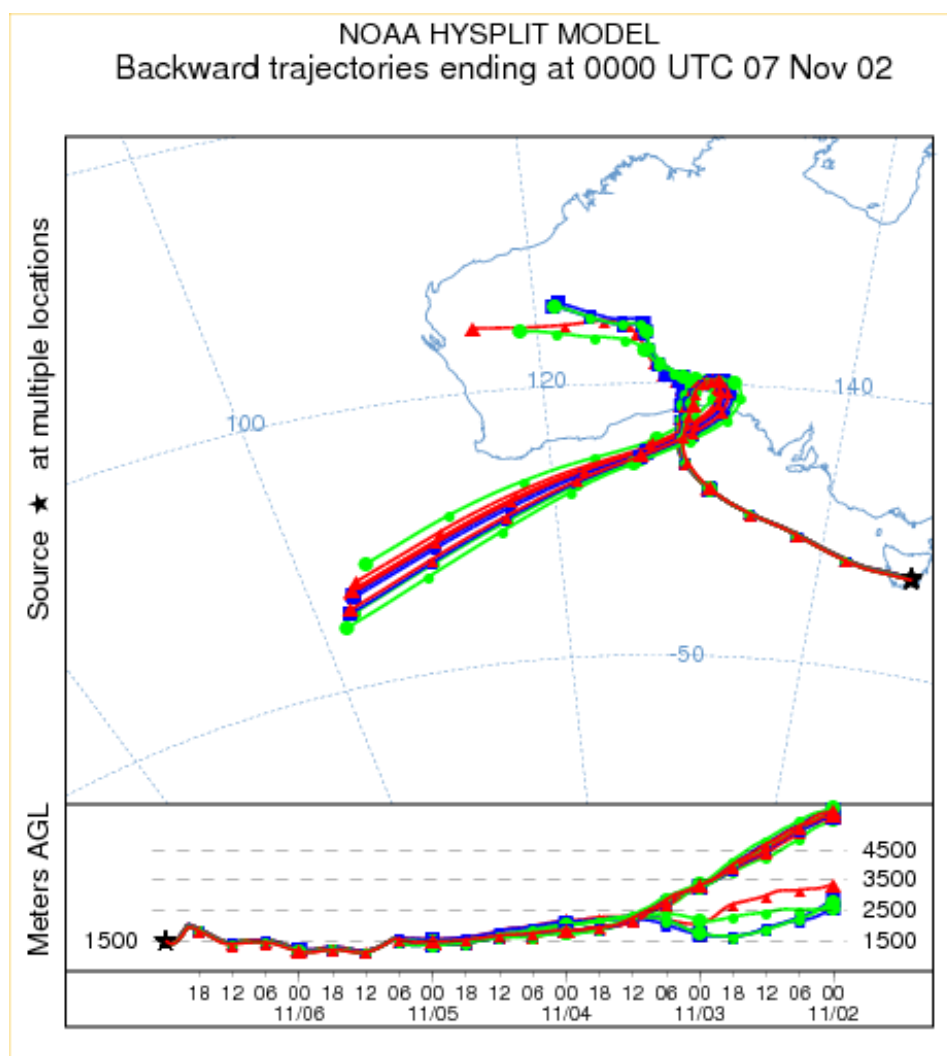 NOAA HYSPLIT MODEL
Backward trajectories ending at 0000 UTC 07 Nov 02
Source ★ at multiple locations
100
120
140
-50
Meters AGL
1500
4500
3500
2500
1500
18 12 06 00 18 12 06 00 18 12 06 00 18 12 06 00 18 12 06 00
11/06 11/05 11/04 11/03 11/02